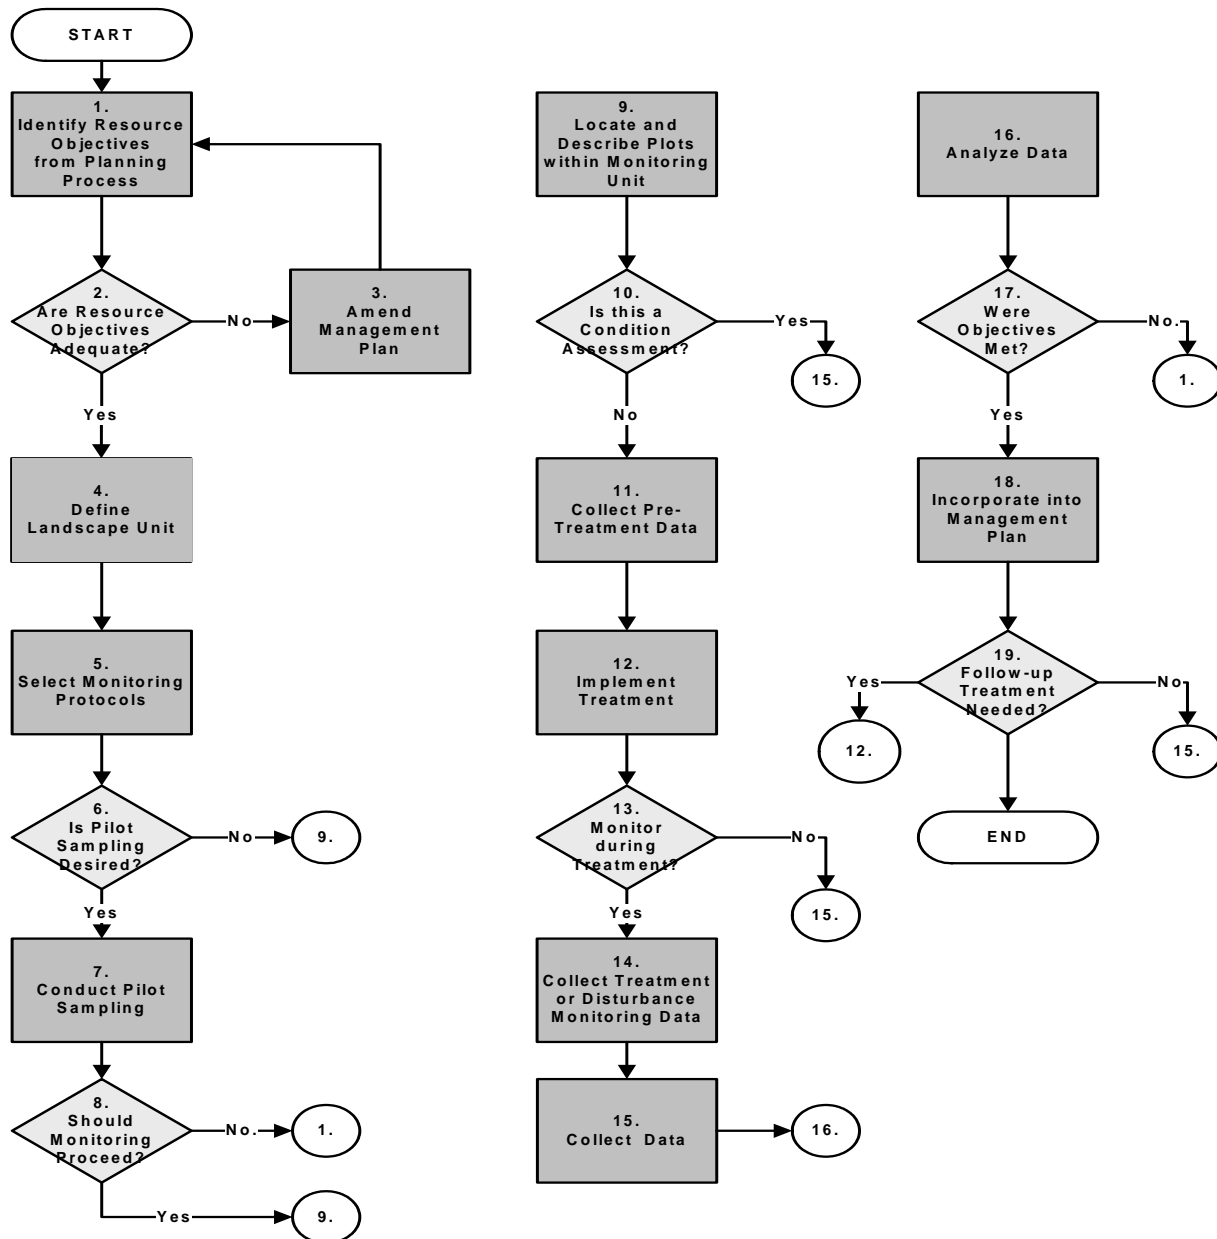 START
1.
Identify Resource
Objectives
from Planning
Process
2.
Are Resource
Objectives
Adequate?
No
3.
Amend
Management
Plan
Yes
4.
Define
Landscape Unit
5.
Select Monitoring
Protocols
6.
Is Pilot
Sampling
Desired?
No
9.
Yes
7.
Conduct Pilot
Sampling
8.
Should
Monitoring
Proceed?
No.
1.
Yes
9.
9.
Locate and
Describe Plots
within Monitoring
Unit
10.
Is this a
Condition
Assessment?
Yes
15.
No
11.
Collect Pre-
Treatment Data
12.
Implement
Treatment
13.
Monitor
during
Treatment?
No
15.
Yes
14.
Collect Treatment
or Disturbance
Monitoring Data
15.
Collect Data
16.
16.
Analyze Data
17.
Were
Objectives
Met?
No.
1.
Yes
18.
Incorporate into
Management
Plan
19.
Follow-up
Treatment
Needed?
Yes
12.
No
15.
END